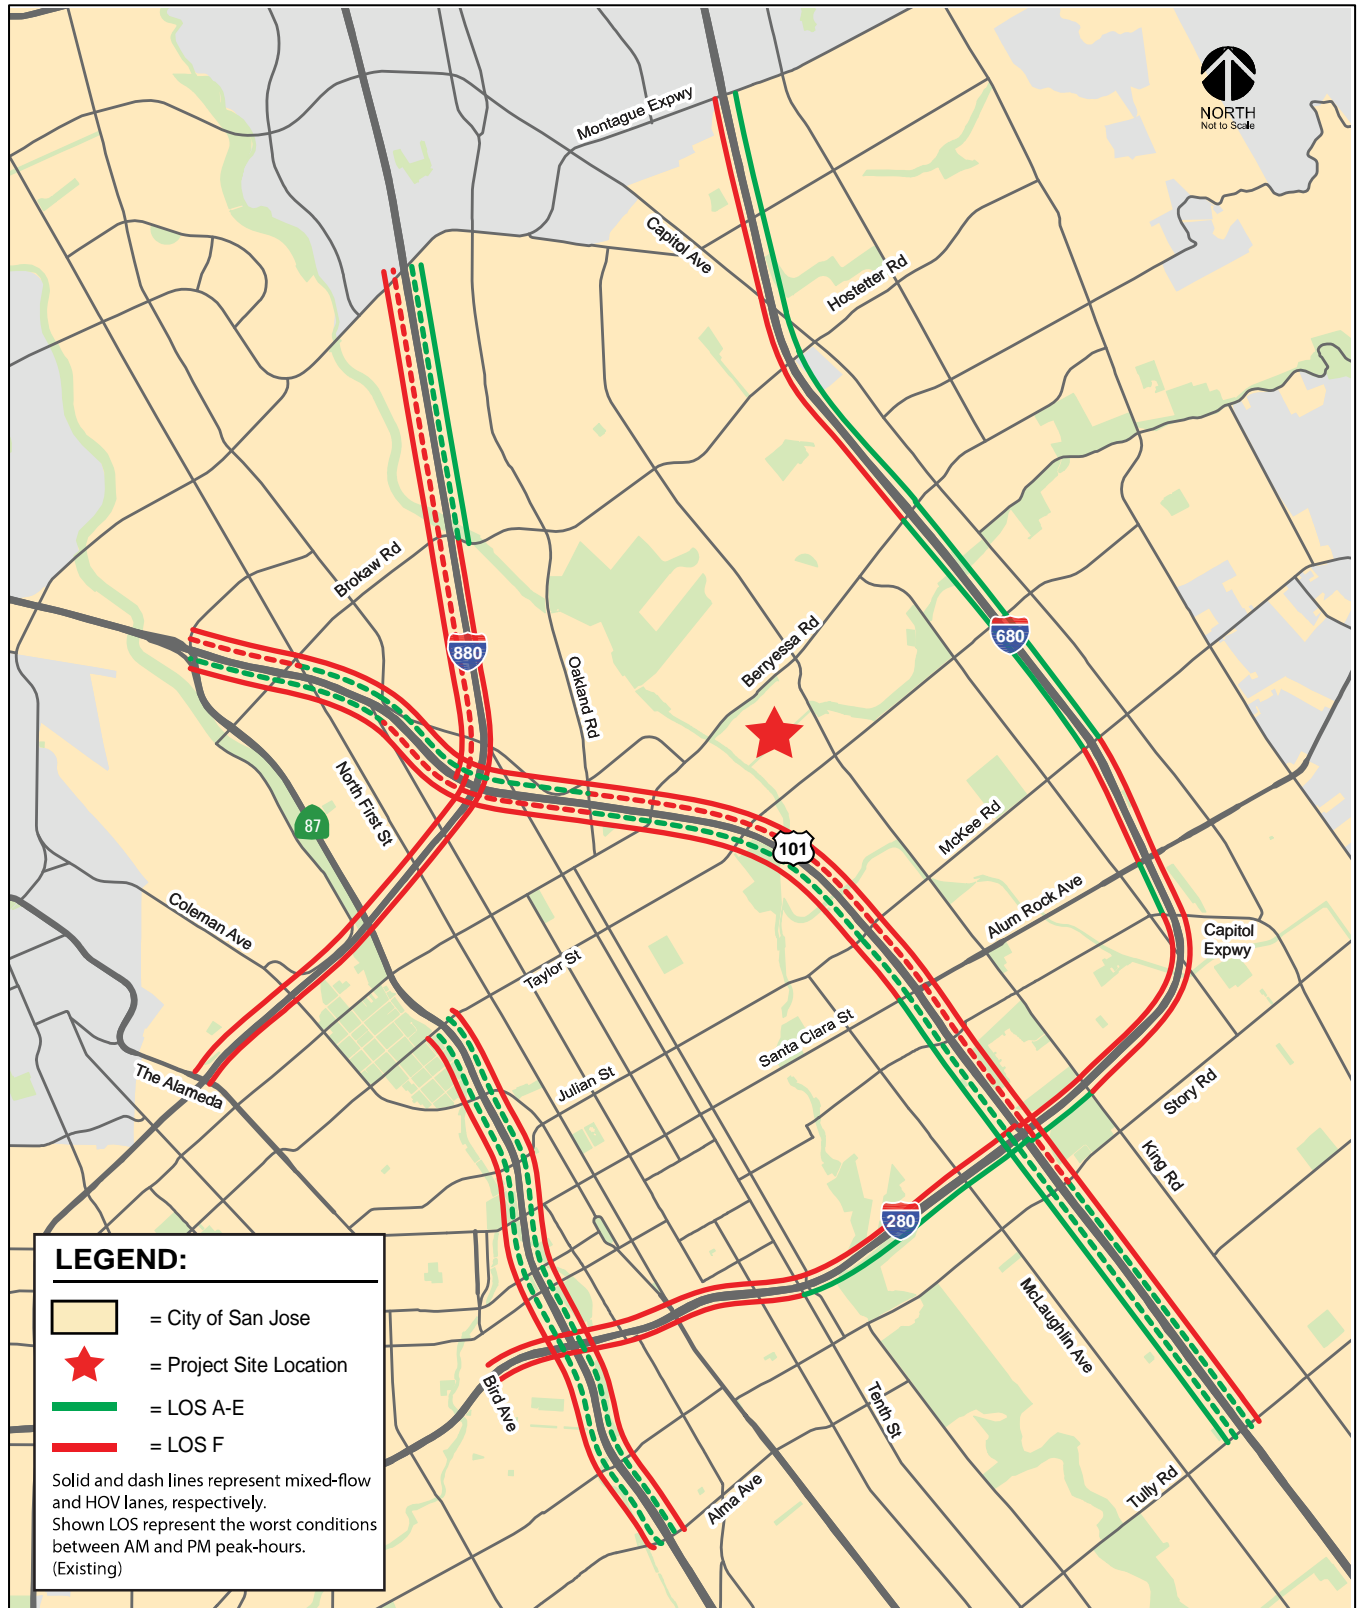 NORTH
Not to Scale
Montague Expwy
Capitol Ave
Hostetter Rd
Brokaw Rd
880
680
Oakland Rd
Berryessa Rd
North First St
87
101
McKee Rd
Alum Rock Ave
Capitol
Expwy
Coleman Ave
Taylor St
Santa Clara St
Julian St
The Alameda
Story Rd
King Rd
280
McLaughlin Ave
Bird Ave
Tenth St
Alma Ave
Tully Rd
LEGEND:
= City of San Jose
= Project Site Location
= LOS A-E
= LOS F
Solid and dash lines represent mixed-flow
and HOV lanes, respectively.
Shown LOS represent the worst conditions
between AM and PM peak-hours.
(Existing)